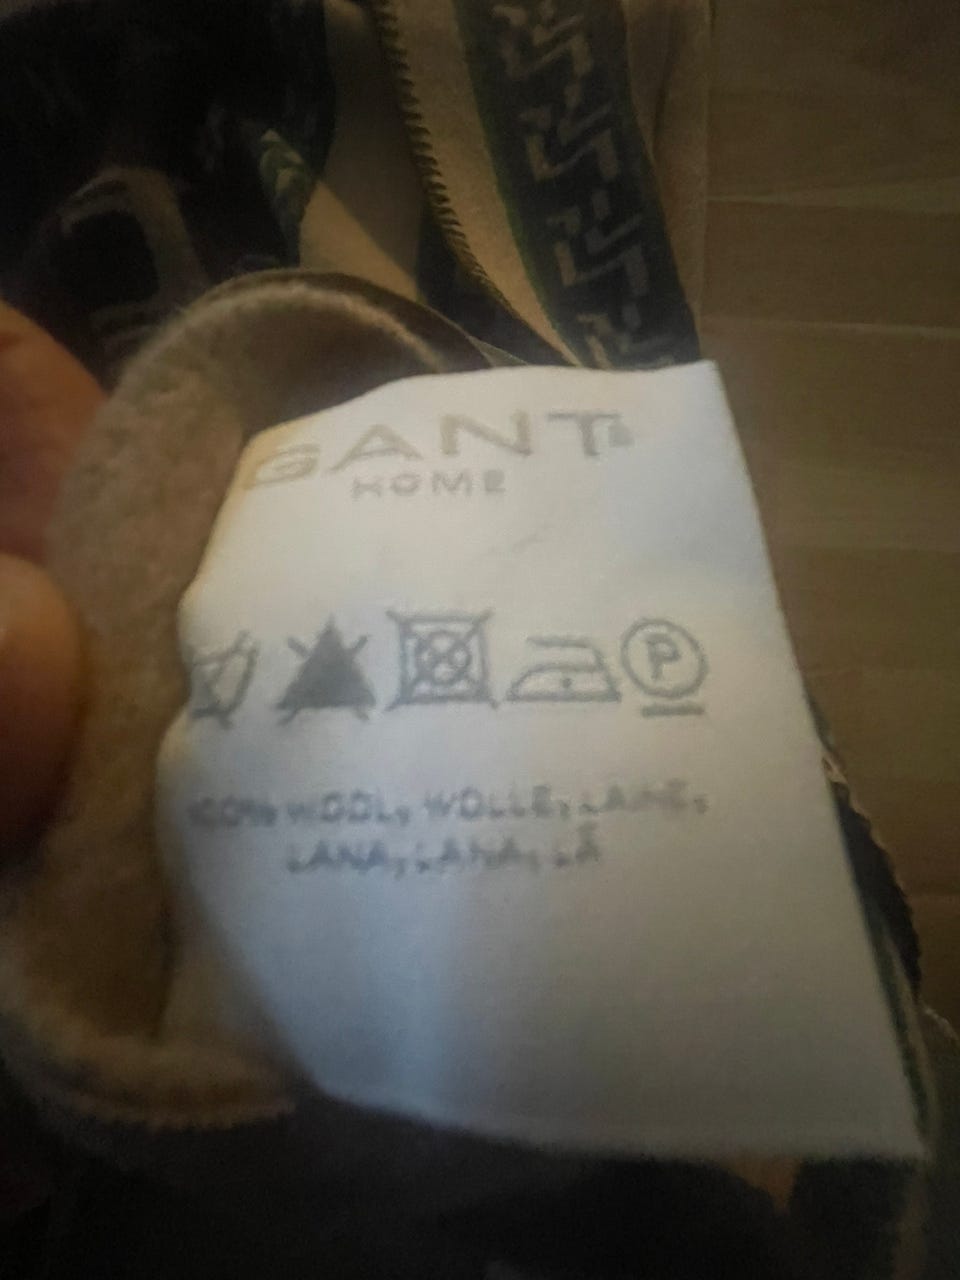 GANT
HOME
P
100% WOOL, WOLLE, LAINE,
LANA, LANA, LÃ